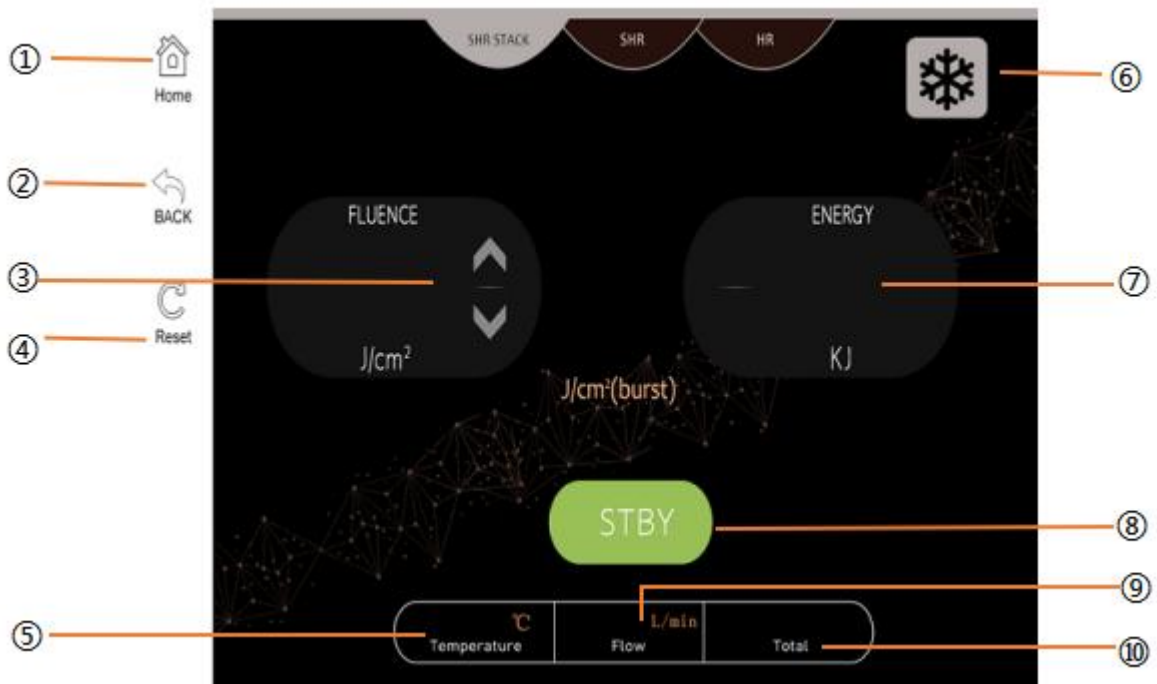 SHR STACK
SHR
HR
①
Home
⑥
②
BACK
FLUENCE
ENERGY
③
⑦
④
Reset
J/cm²
KJ
J/cm²(burst)
STBY
⑧
⑨
⑤
℃
L/min
Temperature
Flow
Total
⑩